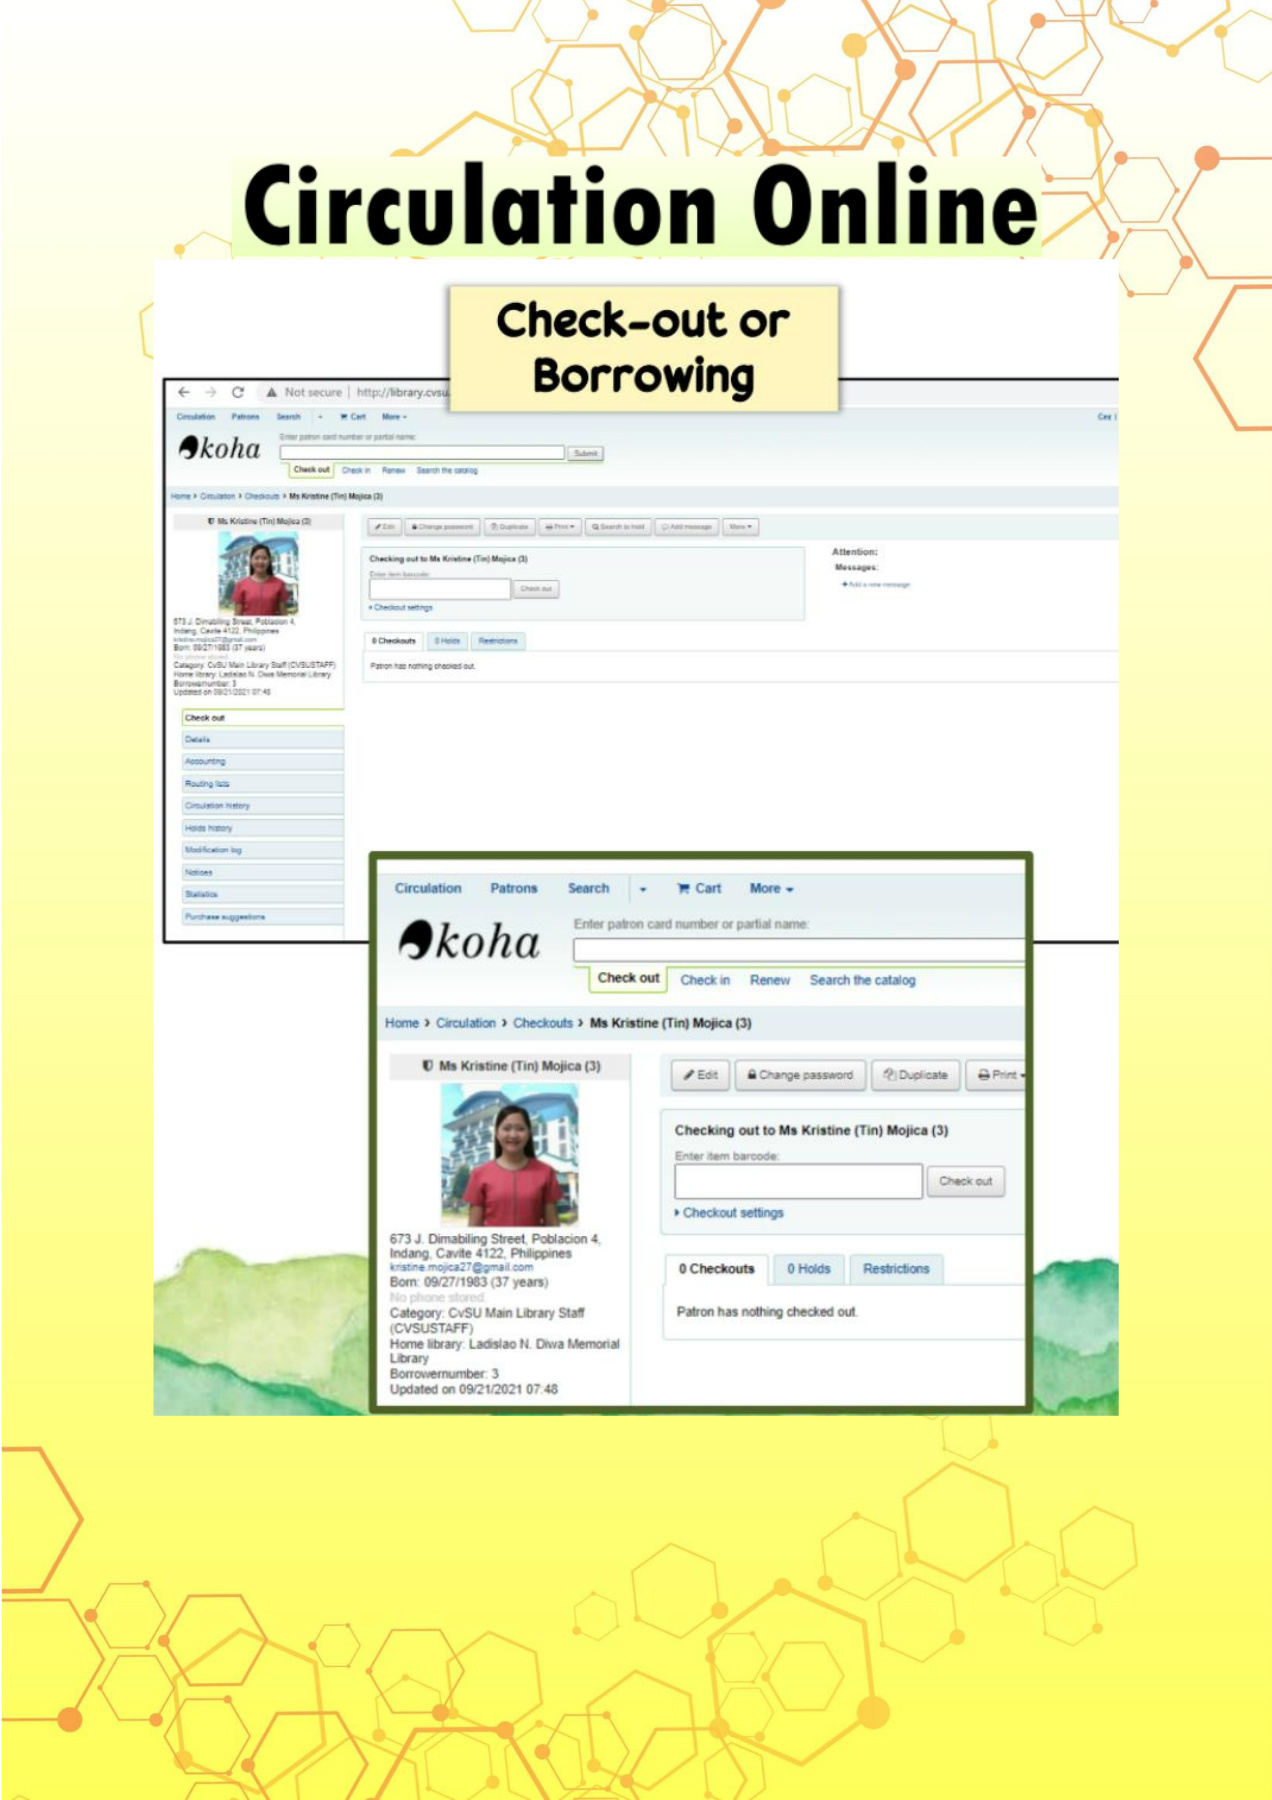 Circulation Online
Check-out or
Borrowing
Not secure | http://library.cvsu.
Circulation Patrons Search Cart More
Cez
koha
Enter patron card number or partial name:
Submit
Check out Check in Renew Search the catalog
Home > Circulation > Checkouts > Ms Kristine (Tin) Mojica (3)
Ms Kristine (Tin) Mojica (3)
673 J. Dimabiling Street, Poblacion 4,
Indang, Cavite 4122, Philippines
kristine.mojica27@gmail.com
Born: 09/27/1983 (37 years)
No phone stored.
Category: CvSU Main Library Staff (CVSUSTAFF)
Home library: Ladislao N. Diwa Memorial Library
Borrowernumber: 3
Updated on 09/21/2021 07:48
Check out
Details
Accounting
Routing lists
Circulation history
Holds history
Modification log
Notices
Statistics
Purchase suggestions
Edit Change password Duplicate Print Search to hold Add message More
Checking out to Ms Kristine (Tin) Mojica (3)
Enter item barcode:
Check out
Checkout settings
0 Checkouts 0 Holds Restrictions
Patron has nothing checked out.
Attention:
Messages:
Add a new message
Circulation Patrons Search Cart More
koha
Enter patron card number or partial name:
Check out Check in Renew Search the catalog
Home > Circulation > Checkouts > Ms Kristine (Tin) Mojica (3)
Ms Kristine (Tin) Mojica (3)
673 J. Dimabiling Street, Poblacion 4,
Indang, Cavite 4122, Philippines
kristine.mojica27@gmail.com
Born: 09/27/1983 (37 years)
No phone stored.
Category: CvSU Main Library Staff
(CVSUSTAFF)
Home library: Ladislao N. Diwa Memorial
Library
Borrowernumber: 3
Updated on 09/21/2021 07:48
Edit Change password Duplicate Print
Checking out to Ms Kristine (Tin) Mojica (3)
Enter item barcode:
Check out
Checkout settings
0 Checkouts 0 Holds Restrictions
Patron has nothing checked out.